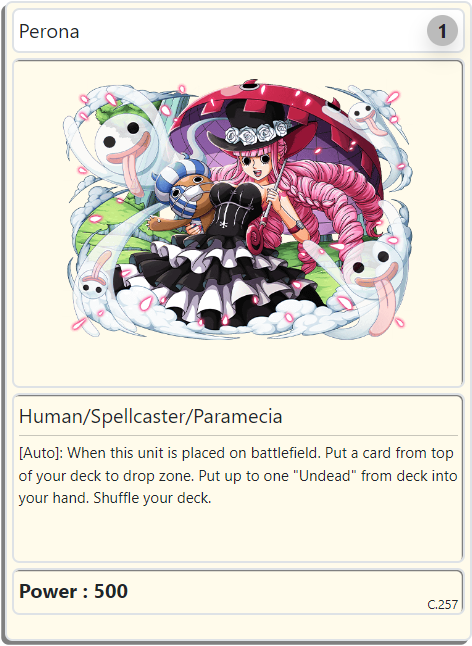 Perona
1
Human/Spellcaster/Paramecia
[Auto]: When this unit is placed on battlefield. Put a card from top
of your deck to drop zone. Put up to one "Undead" from deck into
your hand. Shuffle your deck.
Power : 500
C.257